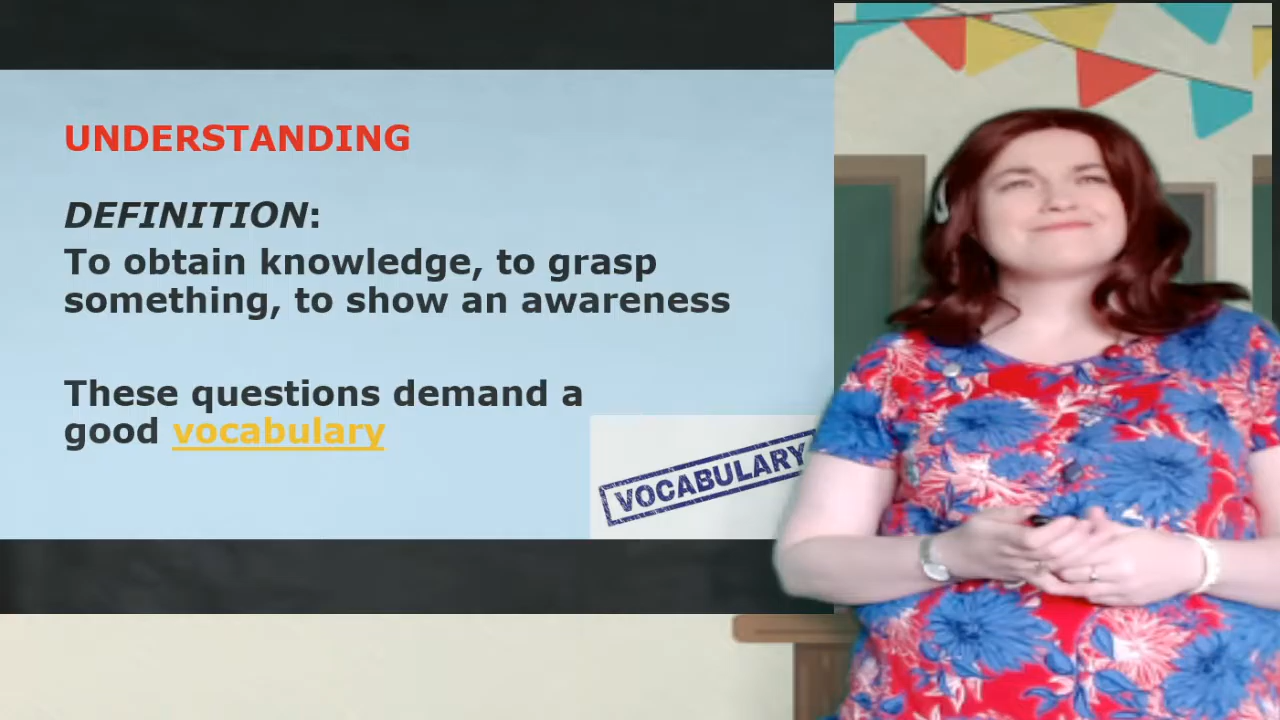 UNDERSTANDING
DEFINITION:
To obtain knowledge, to grasp
something, to show an awareness
These questions demand a
good vocabulary
VOCABULARY